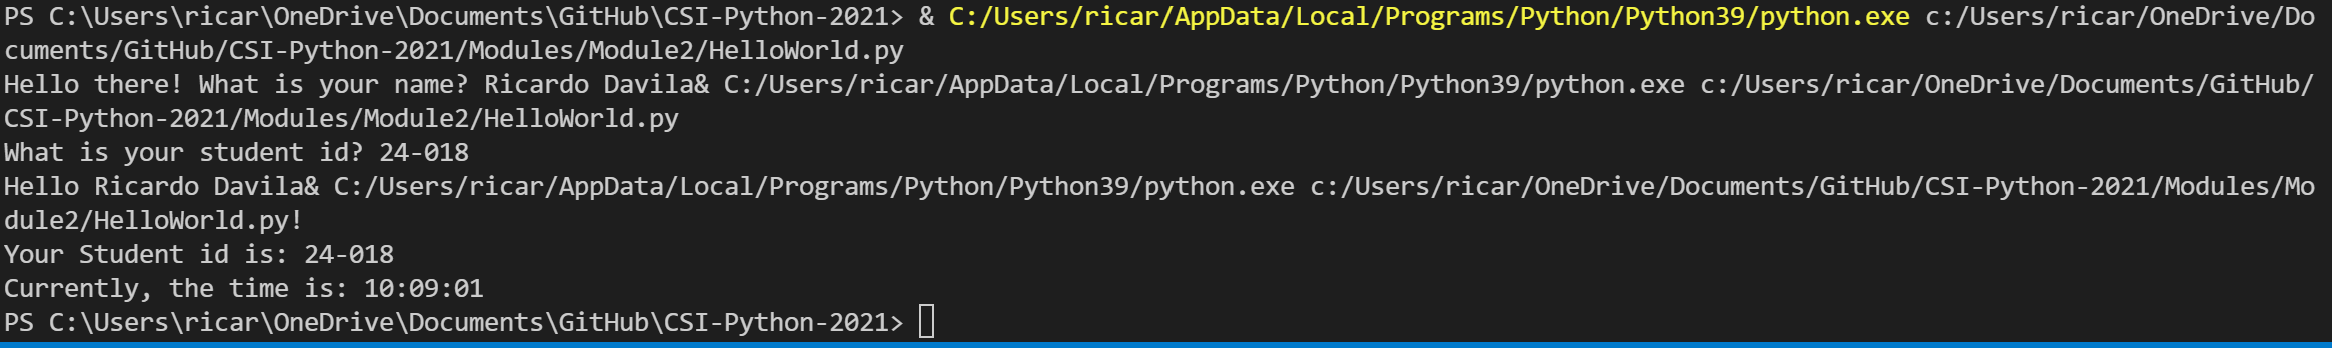 PS C:\Users\ricar\OneDrive\Documents\GitHub\CSI-Python-2021> & C:/Users/ricar/AppData/Local/Programs/Python/Python39/python.exe c:/Users/ricar/OneDrive/Do
cuments/GitHub/CSI-Python-2021/Modules/Module2/HelloWorld.py
Hello there! What is your name? Ricardo Davila& C:/Users/ricar/AppData/Local/Programs/Python/Python39/python.exe c:/Users/ricar/OneDrive/Documents/GitHub/
CSI-Python-2021/Modules/Module2/HelloWorld.py
What is your student id? 24-018
Hello Ricardo Davila& C:/Users/ricar/AppData/Local/Programs/Python/Python39/python.exe c:/Users/ricar/OneDrive/Documents/GitHub/CSI-Python-2021/Modules/Mo
dule2/HelloWorld.py!
Your Student id is: 24-018
Currently, the time is: 10:09:01
PS C:\Users\ricar\OneDrive\Documents\GitHub\CSI-Python-2021>